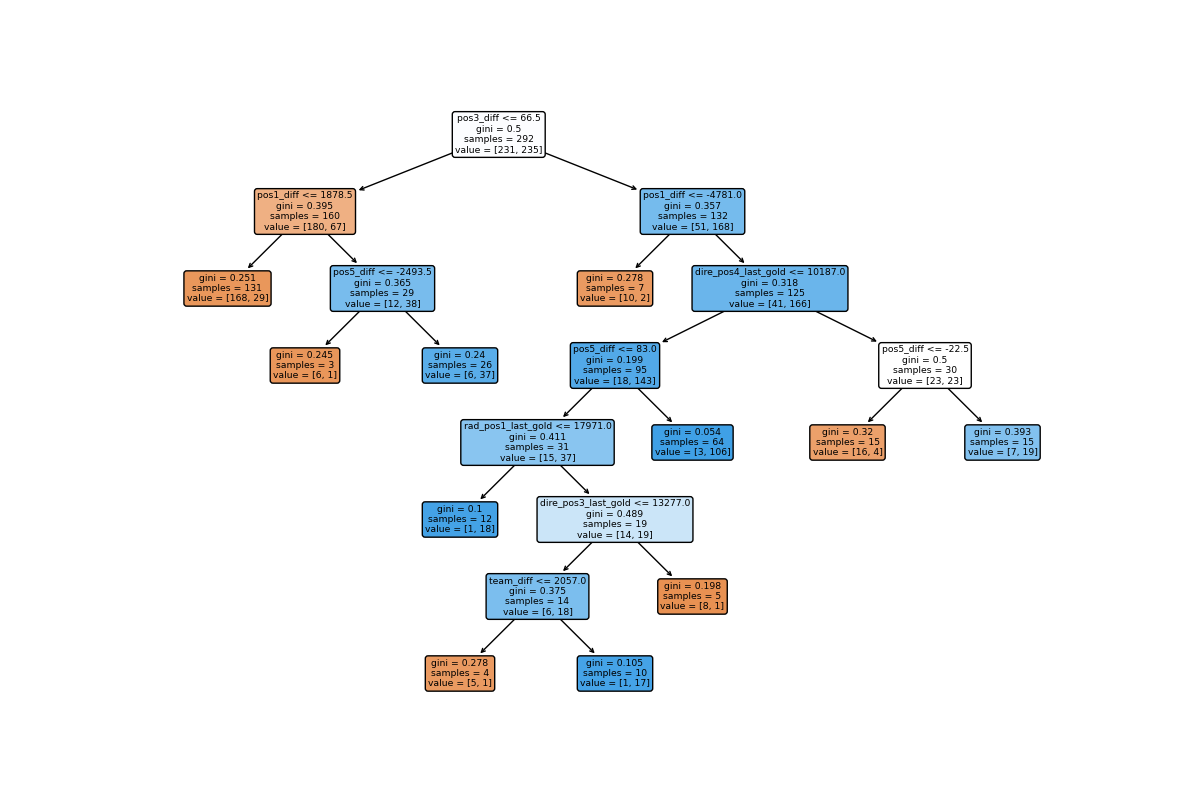 pos3_diff <= 66.5
gini = 0.5
samples = 292
value = [231, 235]
pos1_diff <= 1878.5
gini = 0.395
samples = 160
value = [180, 67]
pos1_diff <= -4781.0
gini = 0.357
samples = 132
value = [51, 168]
gini = 0.251
samples = 131
value = [168, 29]
pos5_diff <= -2493.5
gini = 0.365
samples = 29
value = [12, 38]
gini = 0.278
samples = 7
value = [10, 2]
dire_pos4_last_gold <= 10187.0
gini = 0.318
samples = 125
value = [41, 166]
gini = 0.245
samples = 3
value = [6, 1]
gini = 0.24
samples = 26
value = [6, 37]
pos5_diff <= 83.0
gini = 0.199
samples = 95
value = [18, 143]
pos5_diff <= -22.5
gini = 0.5
samples = 30
value = [23, 23]
rad_pos1_last_gold <= 17971.0
gini = 0.411
samples = 31
value = [15, 37]
gini = 0.054
samples = 64
value = [3, 106]
gini = 0.32
samples = 15
value = [16, 4]
gini = 0.393
samples = 15
value = [7, 19]
gini = 0.1
samples = 12
value = [1, 18]
dire_pos3_last_gold <= 13277.0
gini = 0.489
samples = 19
value = [14, 19]
team_diff <= 2057.0
gini = 0.375
samples = 14
value = [6, 18]
gini = 0.198
samples = 5
value = [8, 1]
gini = 0.278
samples = 4
value = [5, 1]
gini = 0.105
samples = 10
value = [1, 17]